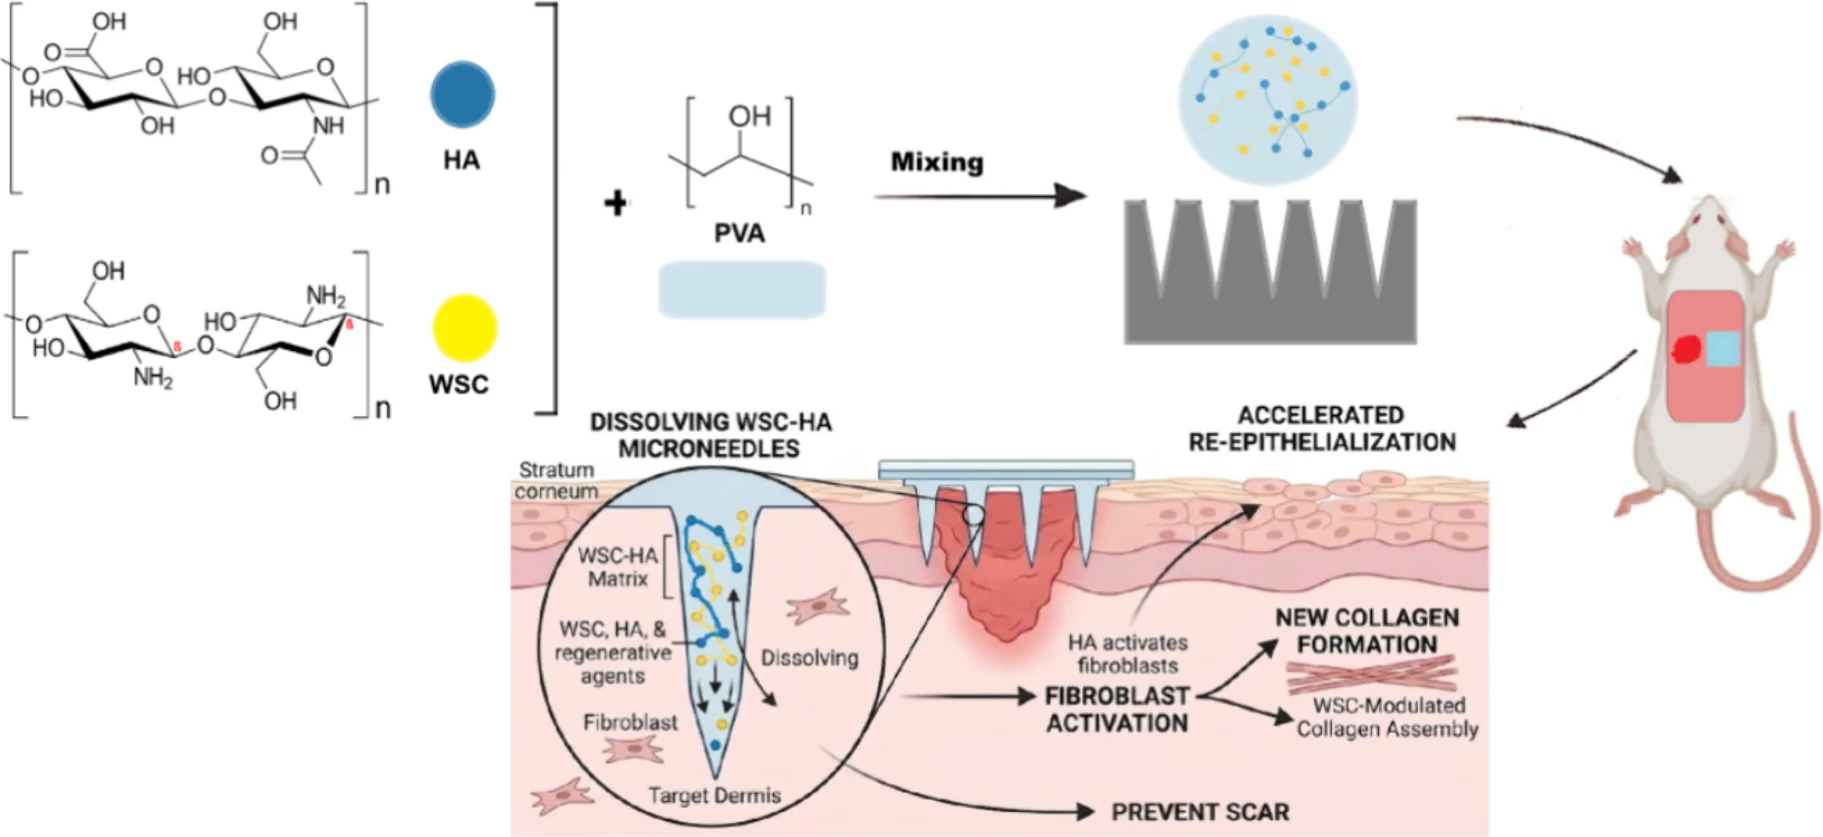 OH
O
O
OH
HO
O
O
HO
O
OH
NH
O
n
HA
OH
O
HO
NH2
ß
O
HO
NH2
ß
O
O
OH
n
WSC
+
OH
n
PVA
Mixing
DISSOLVING WSC-HA
MICRONEEDLES
Stratum
corneum
WSC-HA
Matrix
WSC, HA, &
regenerative
agents
Dissolving
Fibroblast
Target Dermis
ACCELERATED
RE-EPITHELIALIZATION
HA activates
fibroblasts
FIBROBLAST
ACTIVATION
NEW COLLAGEN
FORMATION
WSC-Modulated
Collagen Assembly
PREVENT SCAR